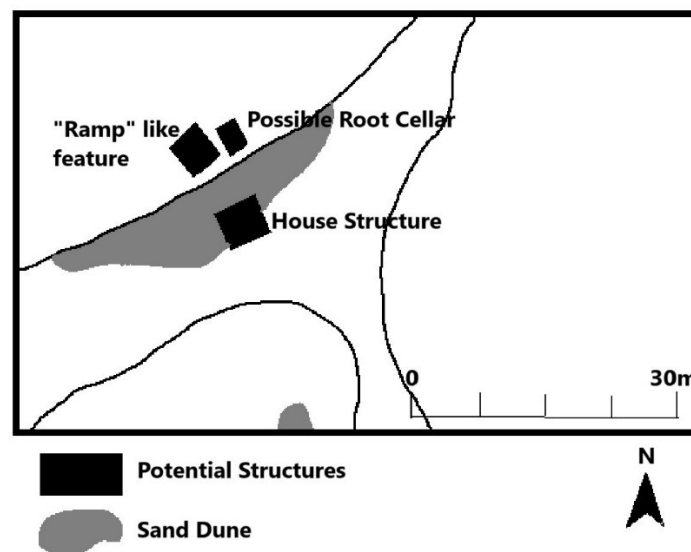 "Ramp" like
feature
Possible Root Cellar
House Structure
0
30m
Potential Structures
N
Sand Dune